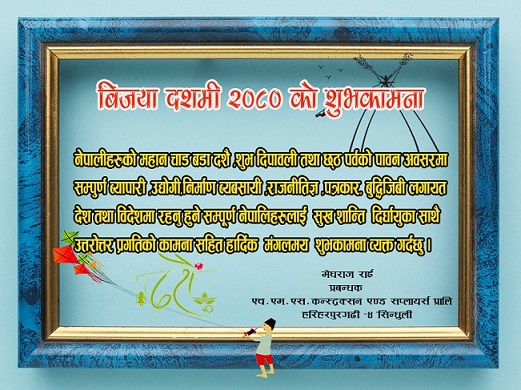 बिजया दशमी २०८० को शुभकामना
नेपालीहरुको महान चाड बडा दशै ,शुभ दिपावली तथा छठ पर्वको पावन अवसरमा
सम्पुर्ण ब्यापारी ,उद्योगी,निर्माण ब्यबसायी ,राजनीतिज्ञ ,पत्रकार, बुद्धिजिबी लगायत
देश तथा विदेशमा रहनु हुने सम्पूर्ण नेपालिहरुलाई सुख शान्ति दिर्घायुका साथै
उत्तरोत्तर प्रगतिको कामना सहित हार्दिक मंगलमय शुभकामना व्यक्त गर्दछु ।
दशैं
मेघराज राई
प्रबन्धक
एच.एम.एस.कन्स्ट्रक्सन एण्ड सप्लायर्स प्रालि
हरिहरपुरगढी -४ सिन्धुली